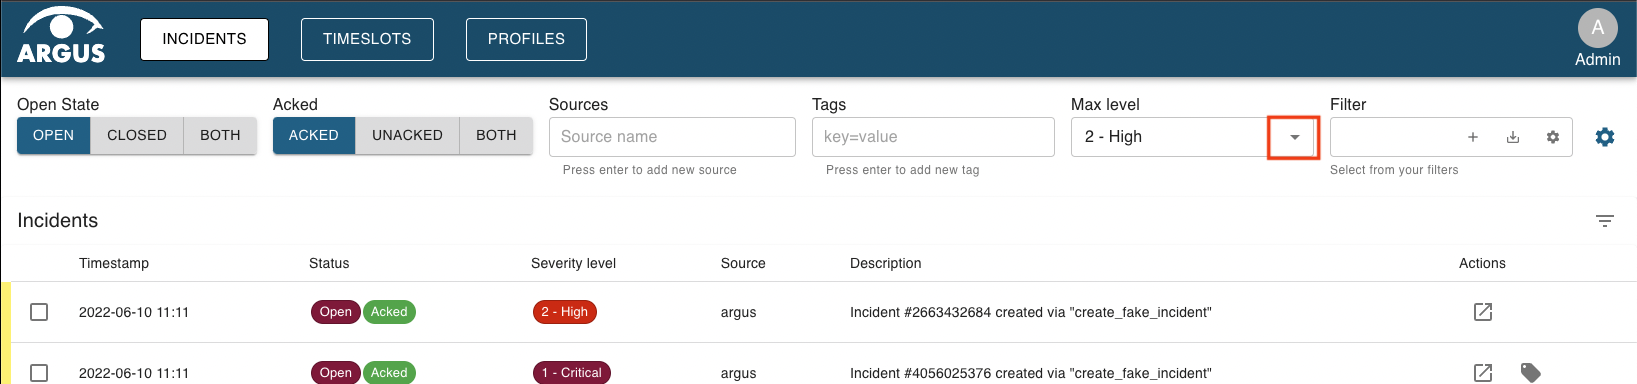 ARGUS
INCIDENTS TIMESLOTS PROFILES
A
Admin
Open State Acked Sources Tags Max level Filter
OPEN CLOSED BOTH ACKED UNACKED BOTH Source name key=value 2 - High
Press enter to add new source Press enter to add new tag Select from your filters
Incidents
Timestamp Status Severity level Source Description Actions
2022-06-10 11:11 Open Acked 2 - High argus Incident #2663432684 created via "create_fake_incident"
2022-06-10 11:11 Open Acked 1 - Critical argus Incident #4056025376 created via "create_fake_incident"